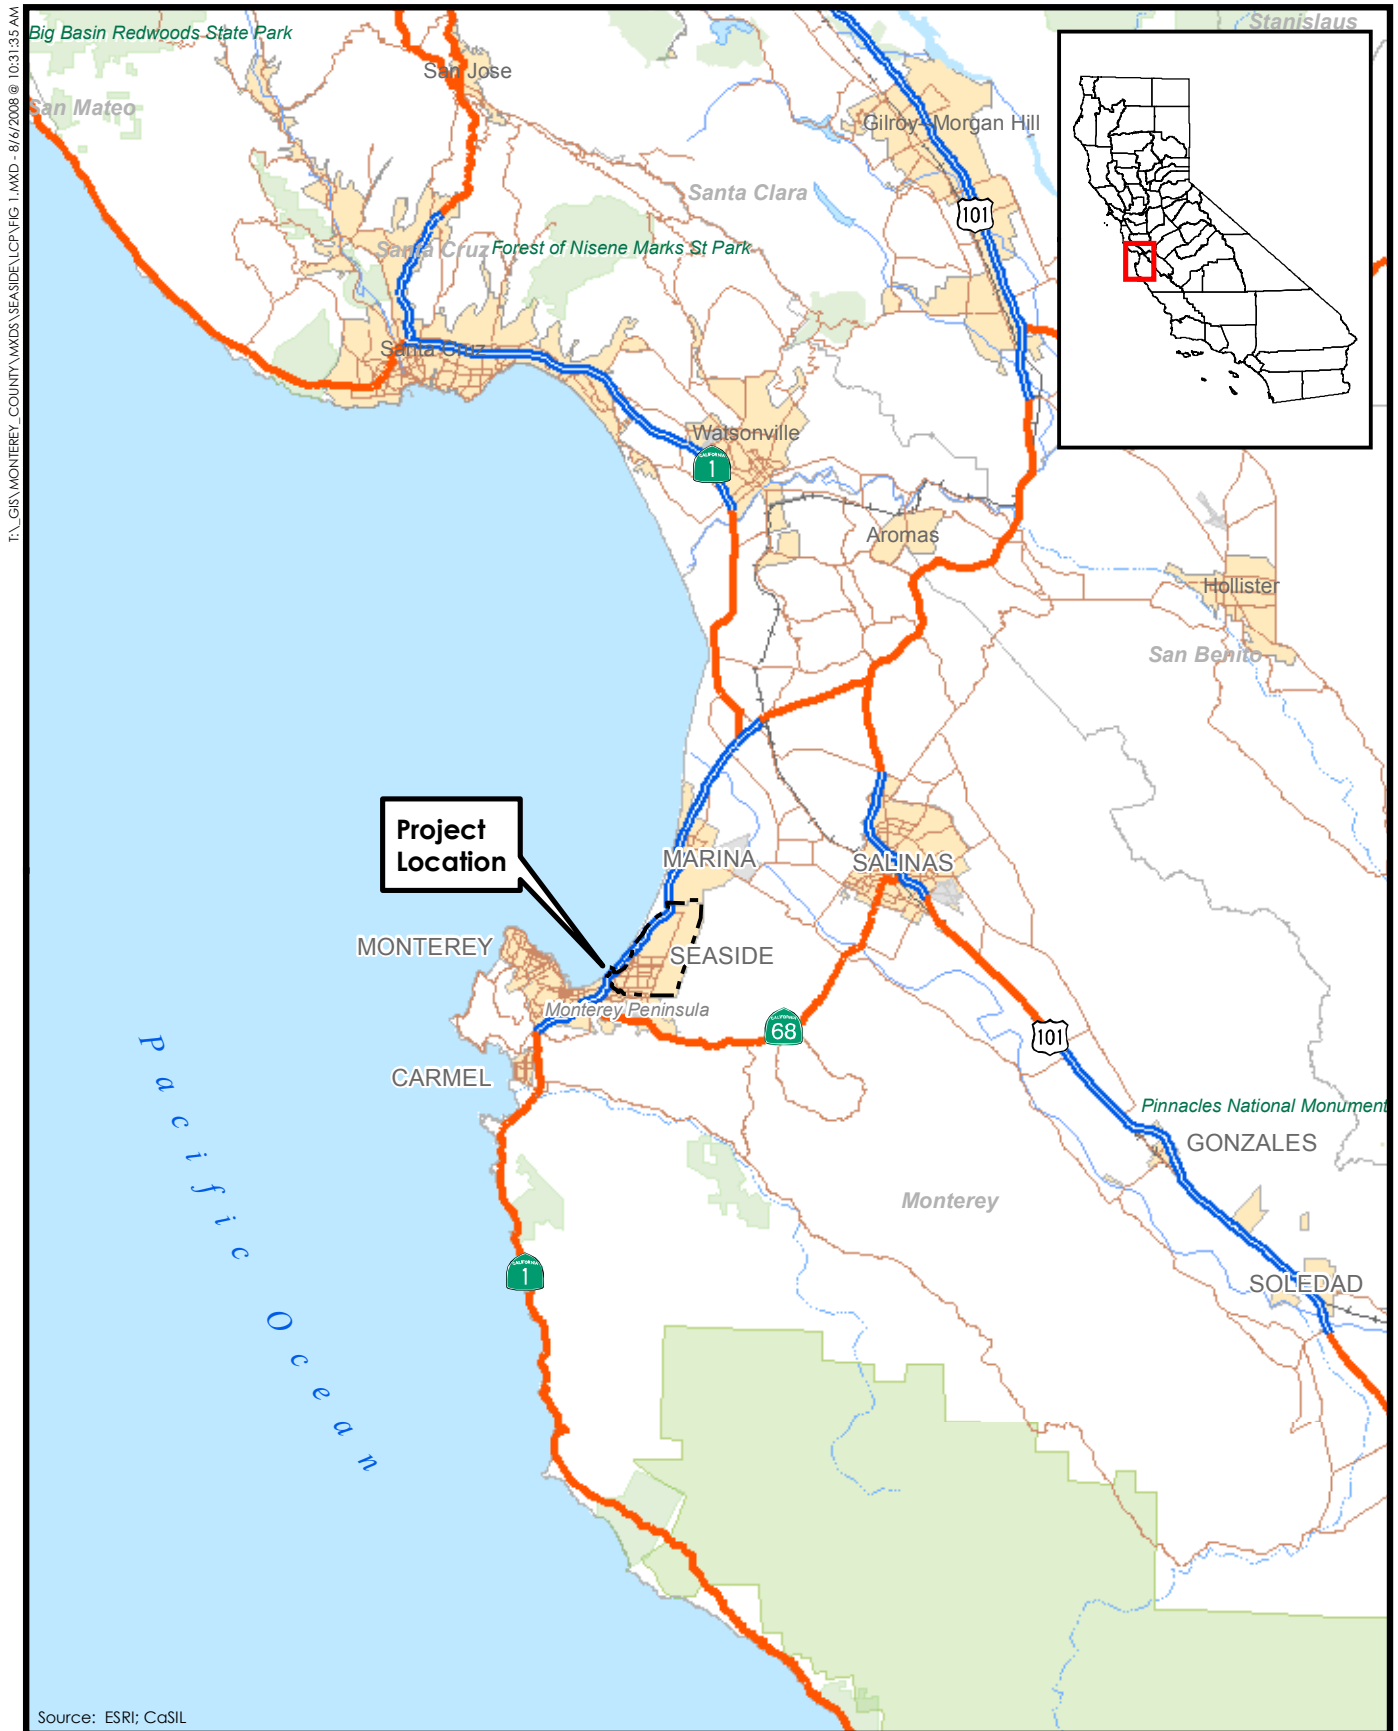 T:\_GIS\MONTEREY_COUNTY\MXDS\SEASIDE\LCP\FIG 1.MXD - 8/6/2008 @ 10:31:35 AM
Big Basin Redwoods State Park
Stanislaus
San Jose
San Mateo
Gilroy--Morgan Hill
Santa Clara
101
Santa Cruz
Forest of Nisene Marks St Park
Santa Cruz
Watsonville
CALIFORNIA
1
Aromas
Hollister
San Benito
Project
Location
MARINA
SALINAS
MONTEREY
SEASIDE
Monterey Peninsula
CALIFORNIA
68
101
CARMEL
Pacific Ocean
Pinnacles National Monument
GONZALES
Monterey
CALIFORNIA
1
SOLEDAD
Source: ESRI; CaSIL